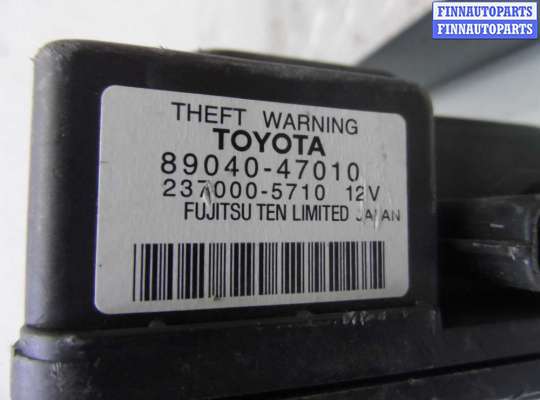 FINNAUTOPARTS
FINNAUTOPARTS
THEFT WARNING
TOYOTA
89040-47010
237000-5710 12V
FUJITSU TEN LIMITED JAPAN